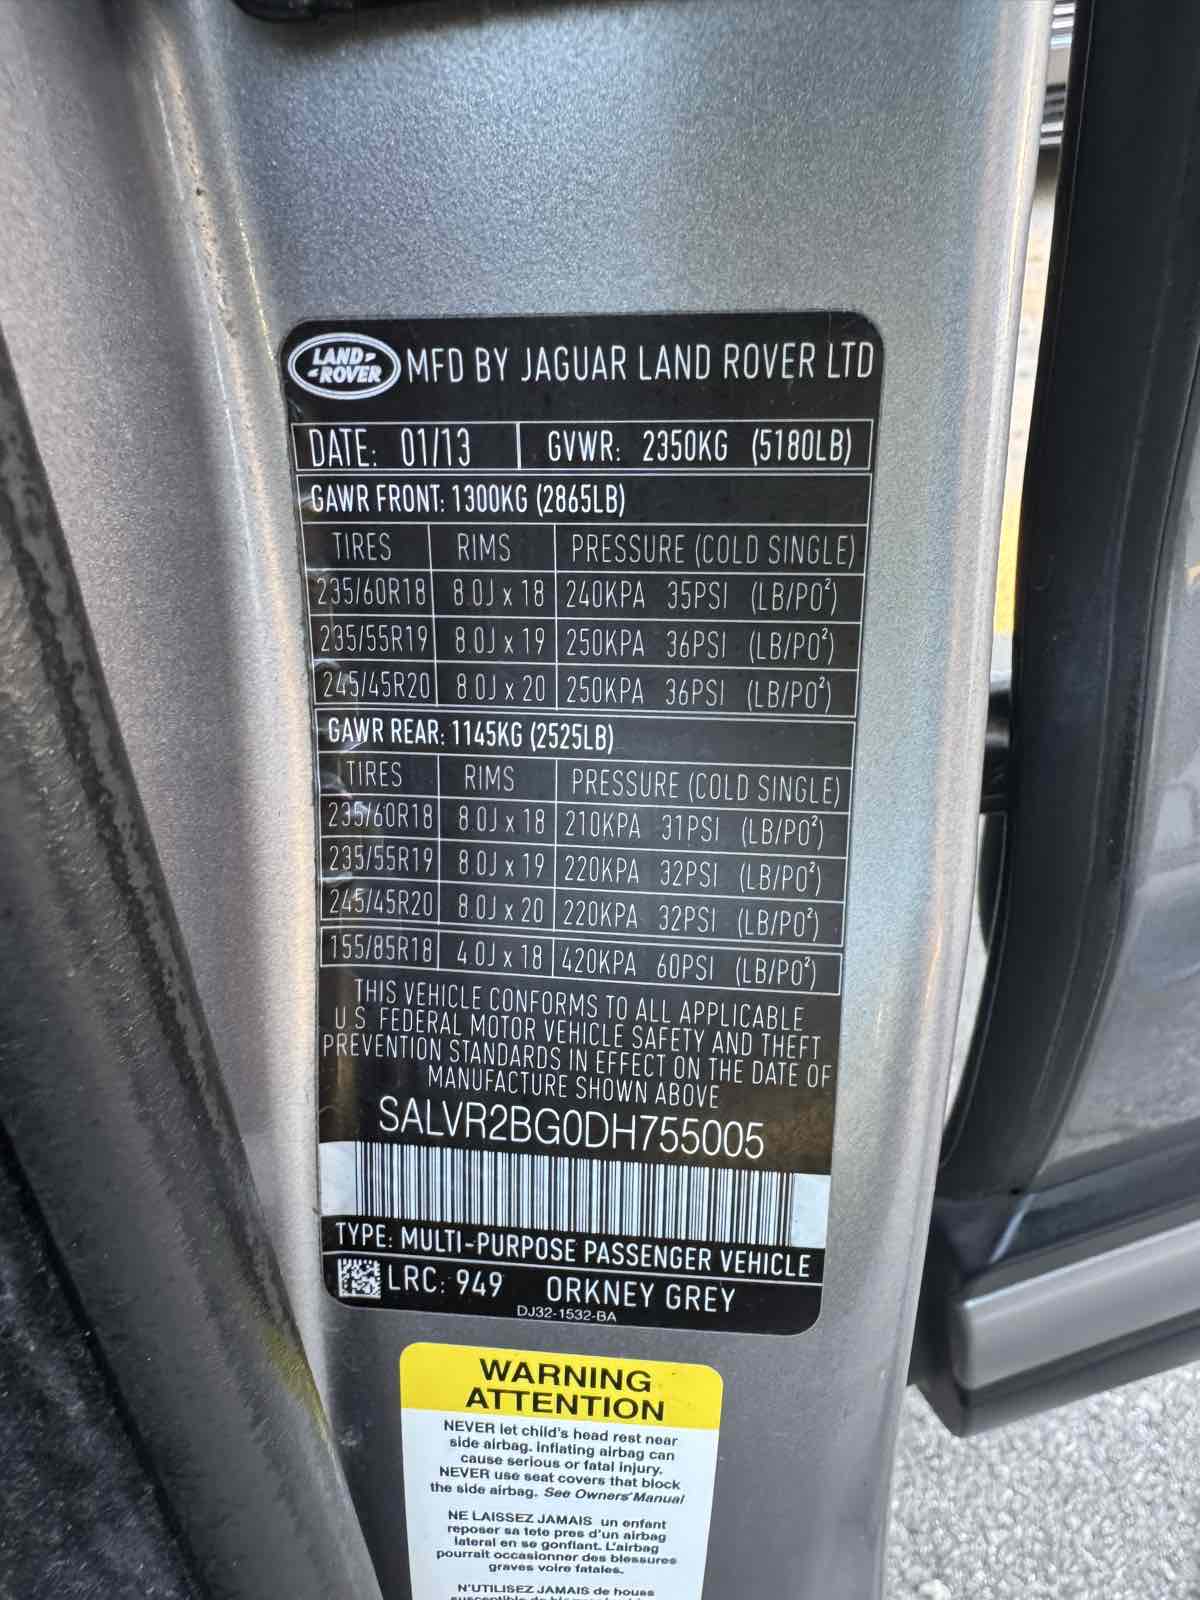 LAND-
-ROVER
MFD BY JAGUAR LAND ROVER LTD
DATE: 01/13 GVWR: 2350KG (5180LB)
GAWR FRONT: 1300KG (2865LB)
TIRES RIMS PRESSURE (COLD SINGLE)
235/60R18 8.0J x 18 240KPA 35PSI (LB/PO²)
235/55R19 8.0J x 19 250KPA 36PSI (LB/PO²)
245/45R20 8.0J x 20 250KPA 36PSI (LB/PO²)
GAWR REAR: 1145KG (2525LB)
TIRES RIMS PRESSURE (COLD SINGLE)
235/60R18 8.0J x 18 210KPA 31PSI (LB/PO²)
235/55R19 8.0J x 19 220KPA 32PSI (LB/PO²)
245/45R20 8.0J x 20 220KPA 32PSI (LB/PO²)
155/85R18 4.0J x 18 420KPA 60PSI (LB/PO²)
THIS VEHICLE CONFORMS TO ALL APPLICABLE
U.S. FEDERAL MOTOR VEHICLE SAFETY AND THEFT
PREVENTION STANDARDS IN EFFECT ON THE DATE OF
MANUFACTURE SHOWN ABOVE
SALVR2BG0DH755005
TYPE: MULTI-PURPOSE PASSENGER VEHICLE
LRC: 949 ORKNEY GREY
DJ32-1532-BA
WARNING
ATTENTION
NEVER let child's head rest near
side airbag. Inflating airbag can
cause serious or fatal injury.
NEVER use seat covers that block
the side airbag. See Owners' Manual
NE LAISSEZ JAMAIS un enfant
reposer sa tete pres d'un airbag
lateral en se gonflant. L'airbag
pourrait occasionner des blessures
graves voire fatales.
N'UTILISEZ JAMAIS de houss